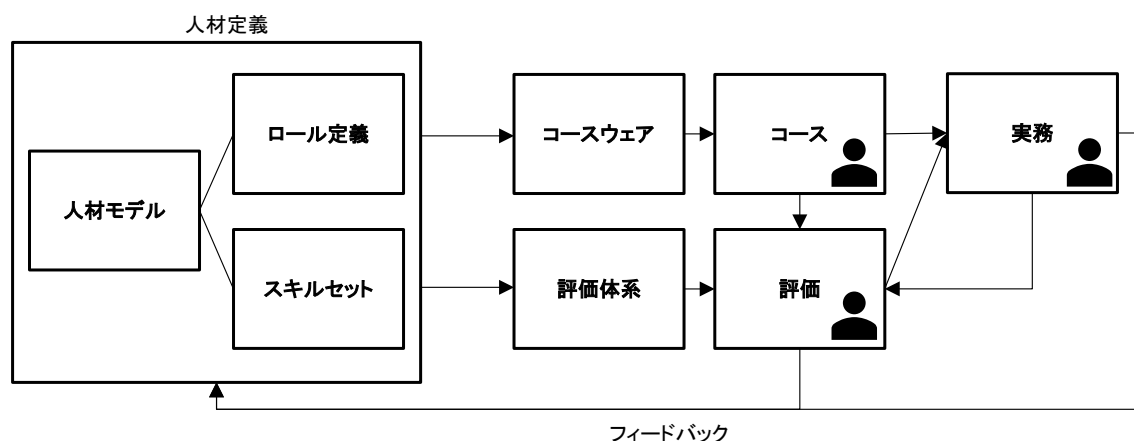 人材定義
ロール定義
コースウェア
コース
実務
人材モデル
スキルセット
評価体系
評価
フィードバック